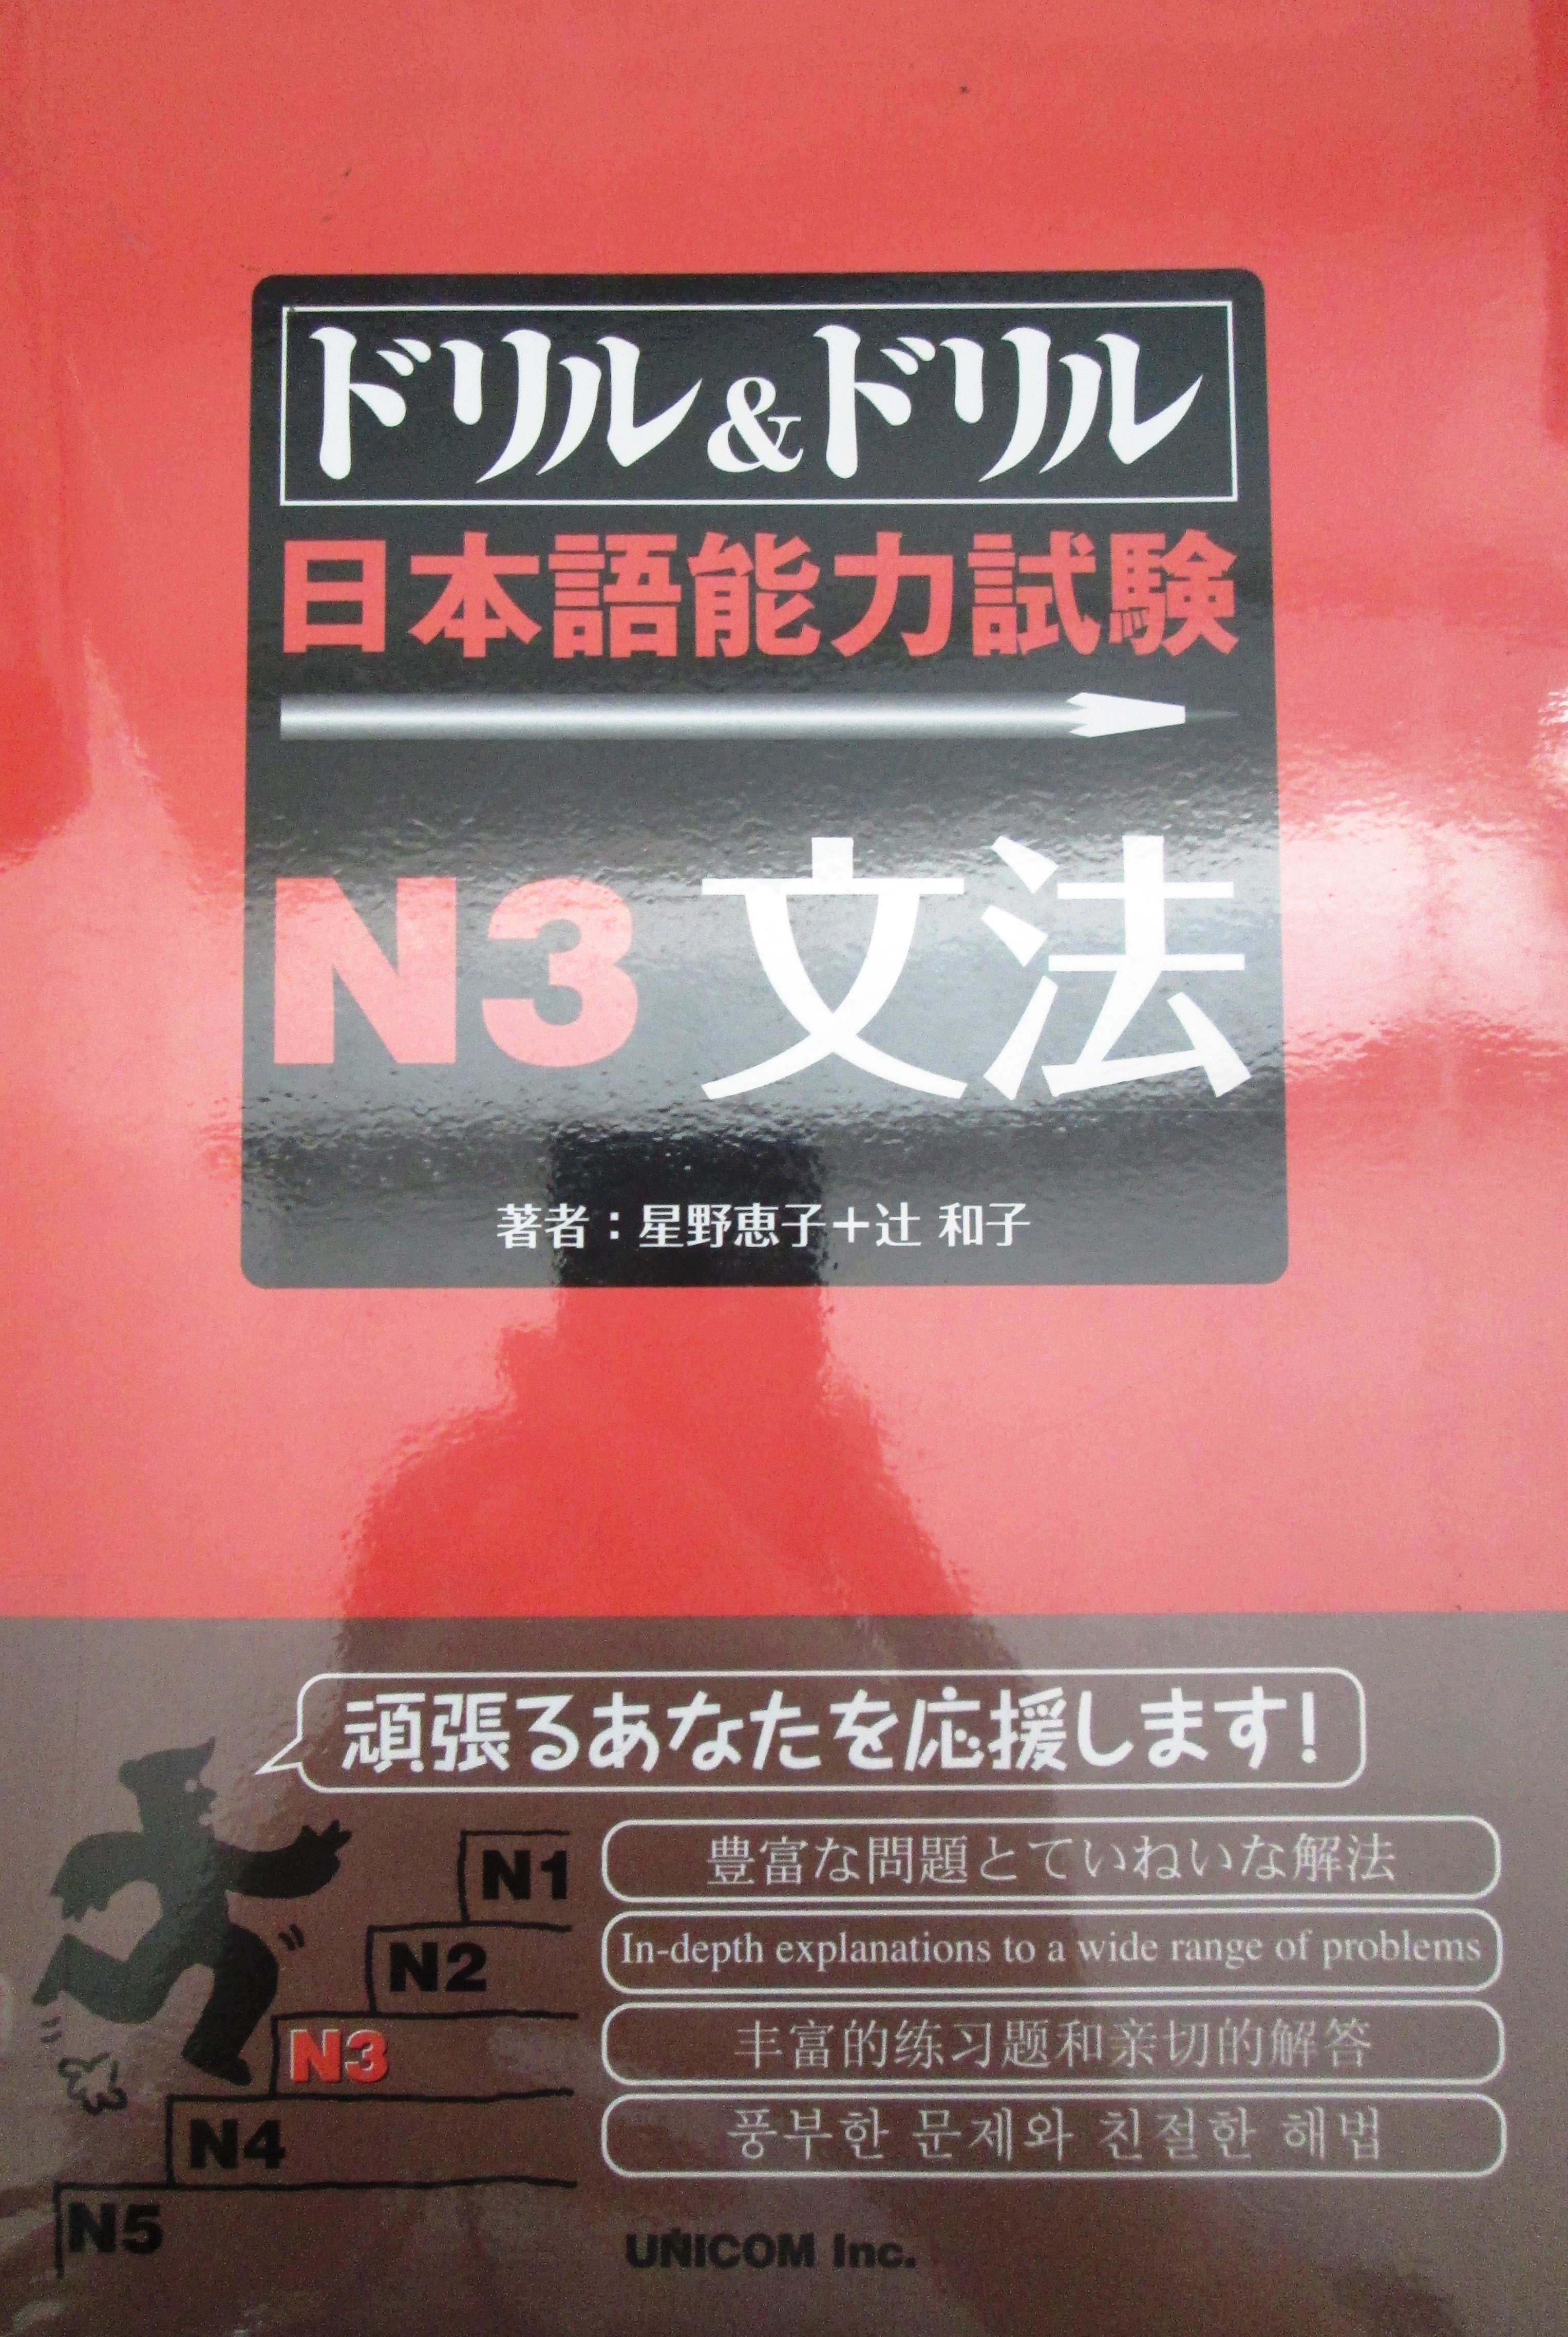 ドリル&ドリル
日本語能力試験
N3 文法
著者：星野恵子+辻 和子
頑張るあなたを応援します！
N1
N2
N3
N4
N5
豊富な問題とていねいな解法
In-depth explanations to a wide range of problems
丰富的练习题和亲切的解答
풍부한 문제와 친절한 해법
UNICOM Inc.